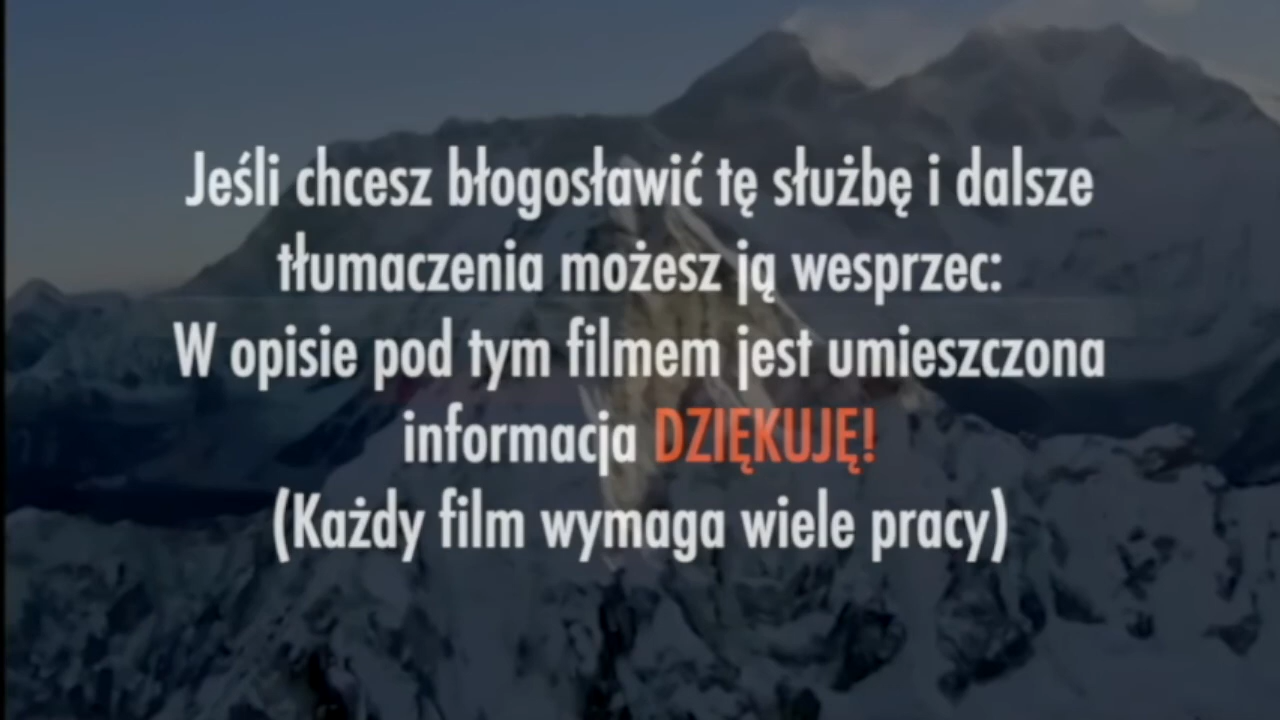 Jeśli chcesz błogosławić tę służbę i dalsze
tłumaczenia możesz ją wesprzec:
W opisie pod tym filmem jest umieszczona
informacja DZIĘKUJĘ!
(Każdy film wymaga wiele pracy)